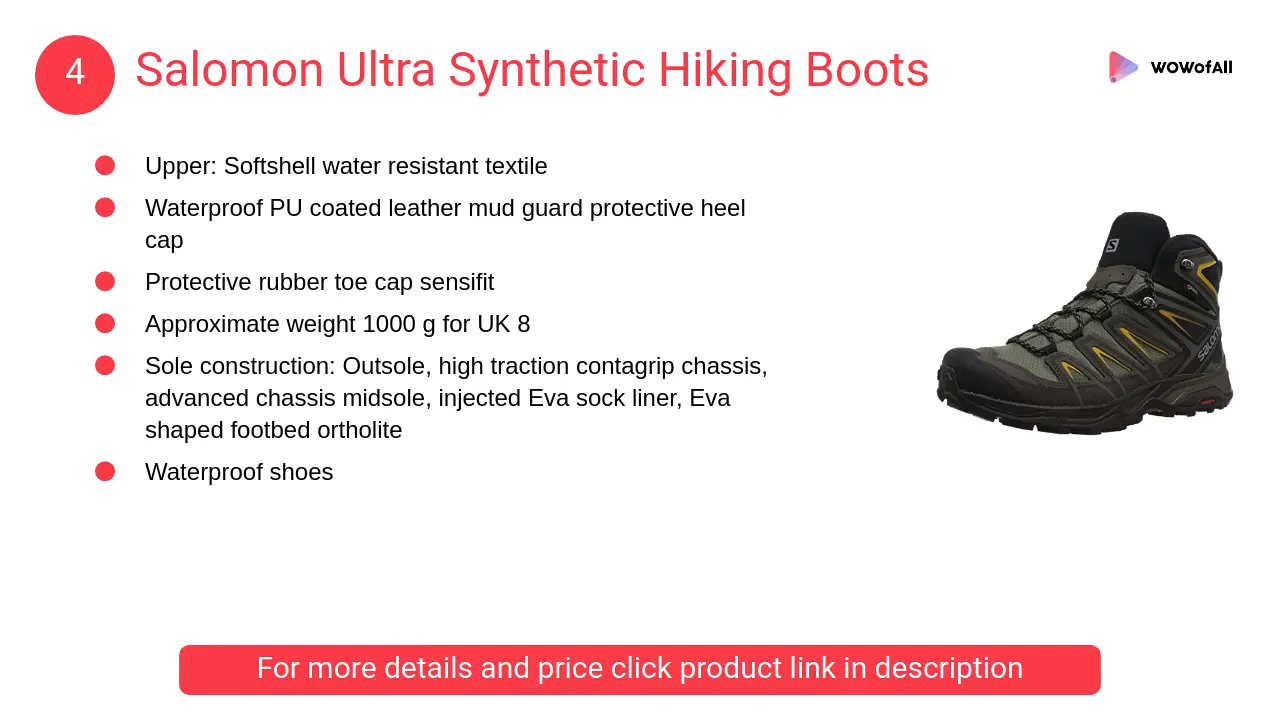 4
Salomon Ultra Synthetic Hiking Boots
WOWofAll
Upper: Softshell water resistant textile
Waterproof PU coated leather mud guard protective heel
cap
Protective rubber toe cap sensifit
Approximate weight 1000 g for UK 8
Sole construction: Outsole, high traction contagrip chassis,
advanced chassis midsole, injected Eva sock liner, Eva
shaped footbed ortholite
Waterproof shoes
S
SALOMON
For more details and price click product link in description